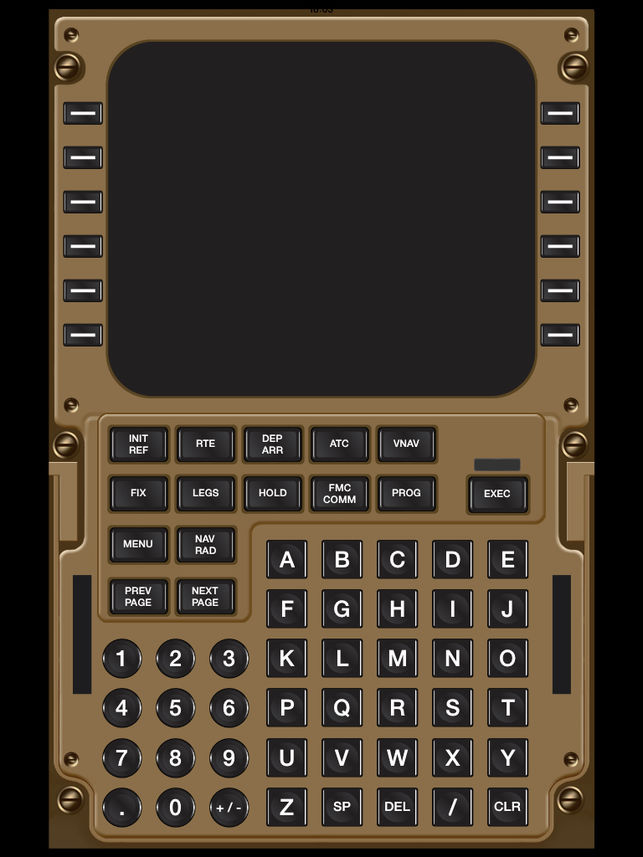 INIT
REF
RTE
DEP
ARR
ATC
VNAV
FIX
LEGS
HOLD
FMC
COMM
PROG
EXEC
MENU
NAV
RAD
PREV
PAGE
NEXT
PAGE
A B C D E
F G H I J
1 2 3 K L M N O
4 5 6 P Q R S T
7 8 9 U V W X Y
. 0 +/- Z SP DEL / CLR